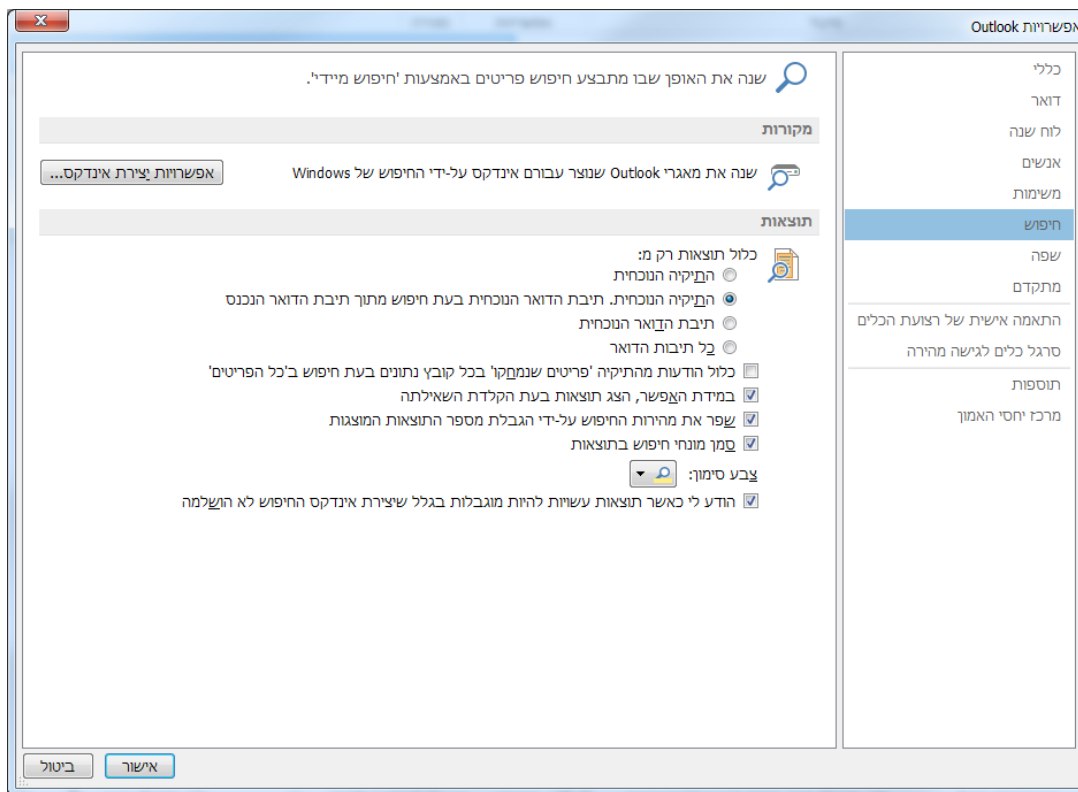 אפשרויות Outlook
כללי
דואר
לוח שנה
אנשים
משימות
חיפוש
שפה
מתקדם
התאמה אישית של רצועת הכלים
סרגל כלים לגישה מהירה
תוספות
מרכז יחסי האמון
שנה את האופן שבו מתבצע חיפוש פריטים באמצעות 'חיפוש מיידי'.
מקורות
שנה את מאגרי Outlook שנוצר עבורם אינדקס על-ידי החיפוש של Windows
אפשרויות יצירת אינדקס...
תוצאות
כלול תוצאות רק מ:
התיקיה הנוכחית
התיקיה הנוכחית. תיבת הדואר הנוכחית בעת חיפוש מתוך תיבת הדואר הנכנס
תיבת הדואר הנוכחית
כל תיבות הדואר
כלול הודעות מהתיקיה 'פריטים שנמחקו' בכל קובץ נתונים בעת חיפוש ב'כל הפריטים'
במידת האפשר, הצג תוצאות בעת הקלדת השאילתה
שפר את מהירות החיפוש על-ידי הגבלת מספר התוצאות המוצגות
סמן מונחי חיפוש בתוצאות
צבע סימון:
הודע לי כאשר תוצאות עשויות להיות מוגבלות בגלל שיצירת אינדקס החיפוש לא הושלמה
אישור
ביטול